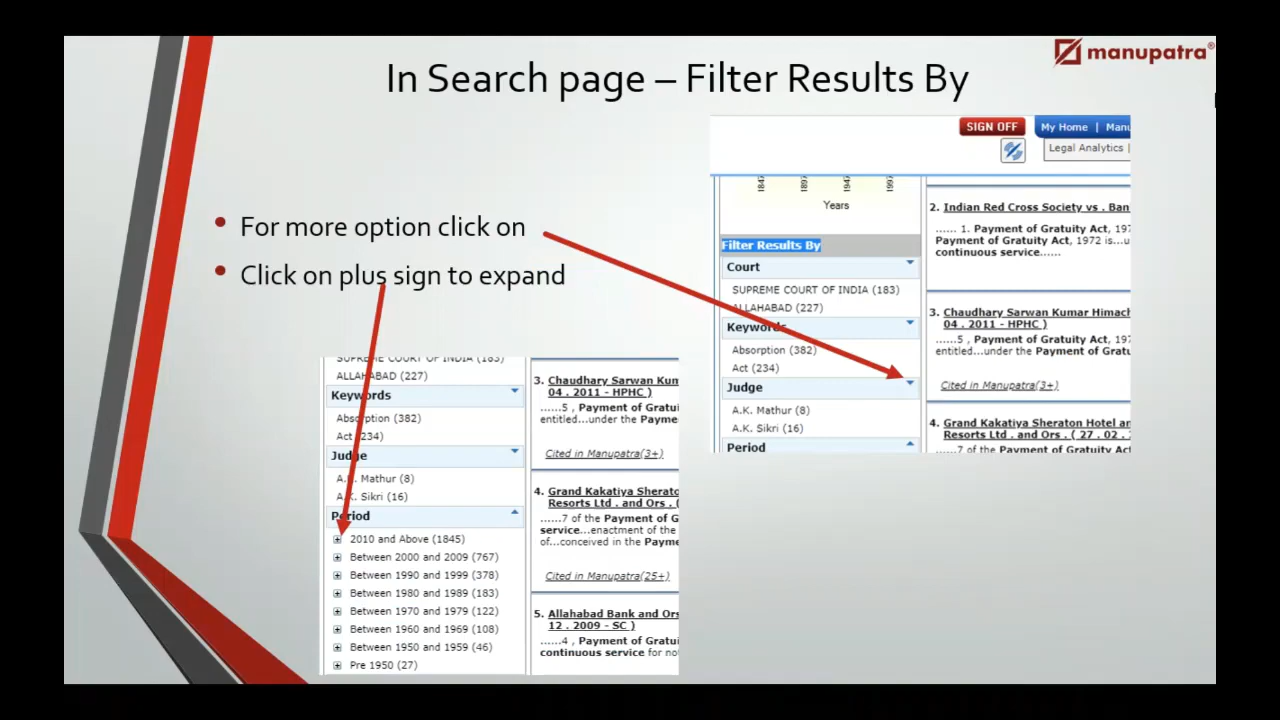 manupatra®
In Search page – Filter Results By
• For more option click on
• Click on plus sign to expand
SIGN OFF
My Home |
Legal Analytics |
1847
1897
1947
1997
Years
Filter Results By
Court
SUPREME COURT OF INDIA (183)
ALLAHABAD (227)
Keywords
Absorption (382)
Act (234)
Judge
A.K. Mathur (8)
A.K. Sikri (16)
Period
2. Indian Red Cross Society vs . Ban
...... 1. Payment of Gratuity Act, 197
Payment of Gratuity Act, 1972 is...u
continuous service......
3. Chaudhary Sarwan Kumar Himach
04 . 2011 - HPHC )
......5 , Payment of Gratuity Act, 197
entitled...under the Payment of Gratu
Cited in Manupatra(3+)
4. Grand Kakatiya Sheraton Hotel an
Resorts Ltd . and Ors . ( 27 . 02 .
......7 of the Payment of Gratuity Act
SUPREME COURT OF INDIA (183)
ALLAHABAD (227)
Keywords
Absorption (382)
Act (234)
Judge
A.K. Mathur (8)
A.K. Sikri (16)
Period
2010 and Above (1845)
Between 2000 and 2009 (767)
Between 1990 and 1999 (378)
Between 1980 and 1989 (183)
Between 1970 and 1979 (122)
Between 1960 and 1969 (108)
Between 1950 and 1959 (46)
Pre 1950 (27)
3. Chaudhary Sarwan Kum
04 . 2011 - HPHC )
......5 , Payment of Gratui
entitled...under the Payme
Cited in Manupatra(3+)
4. Grand Kakatiya Sherato
Resorts Ltd . and Ors . (
......7 of the Payment of G
service...enactment of the
of...conceived in the Payme
Cited in Manupatra(25+)
5. Allahabad Bank and Ors
12 . 2009 - SC )
......4 , Payment of Gratui
continuous service for no